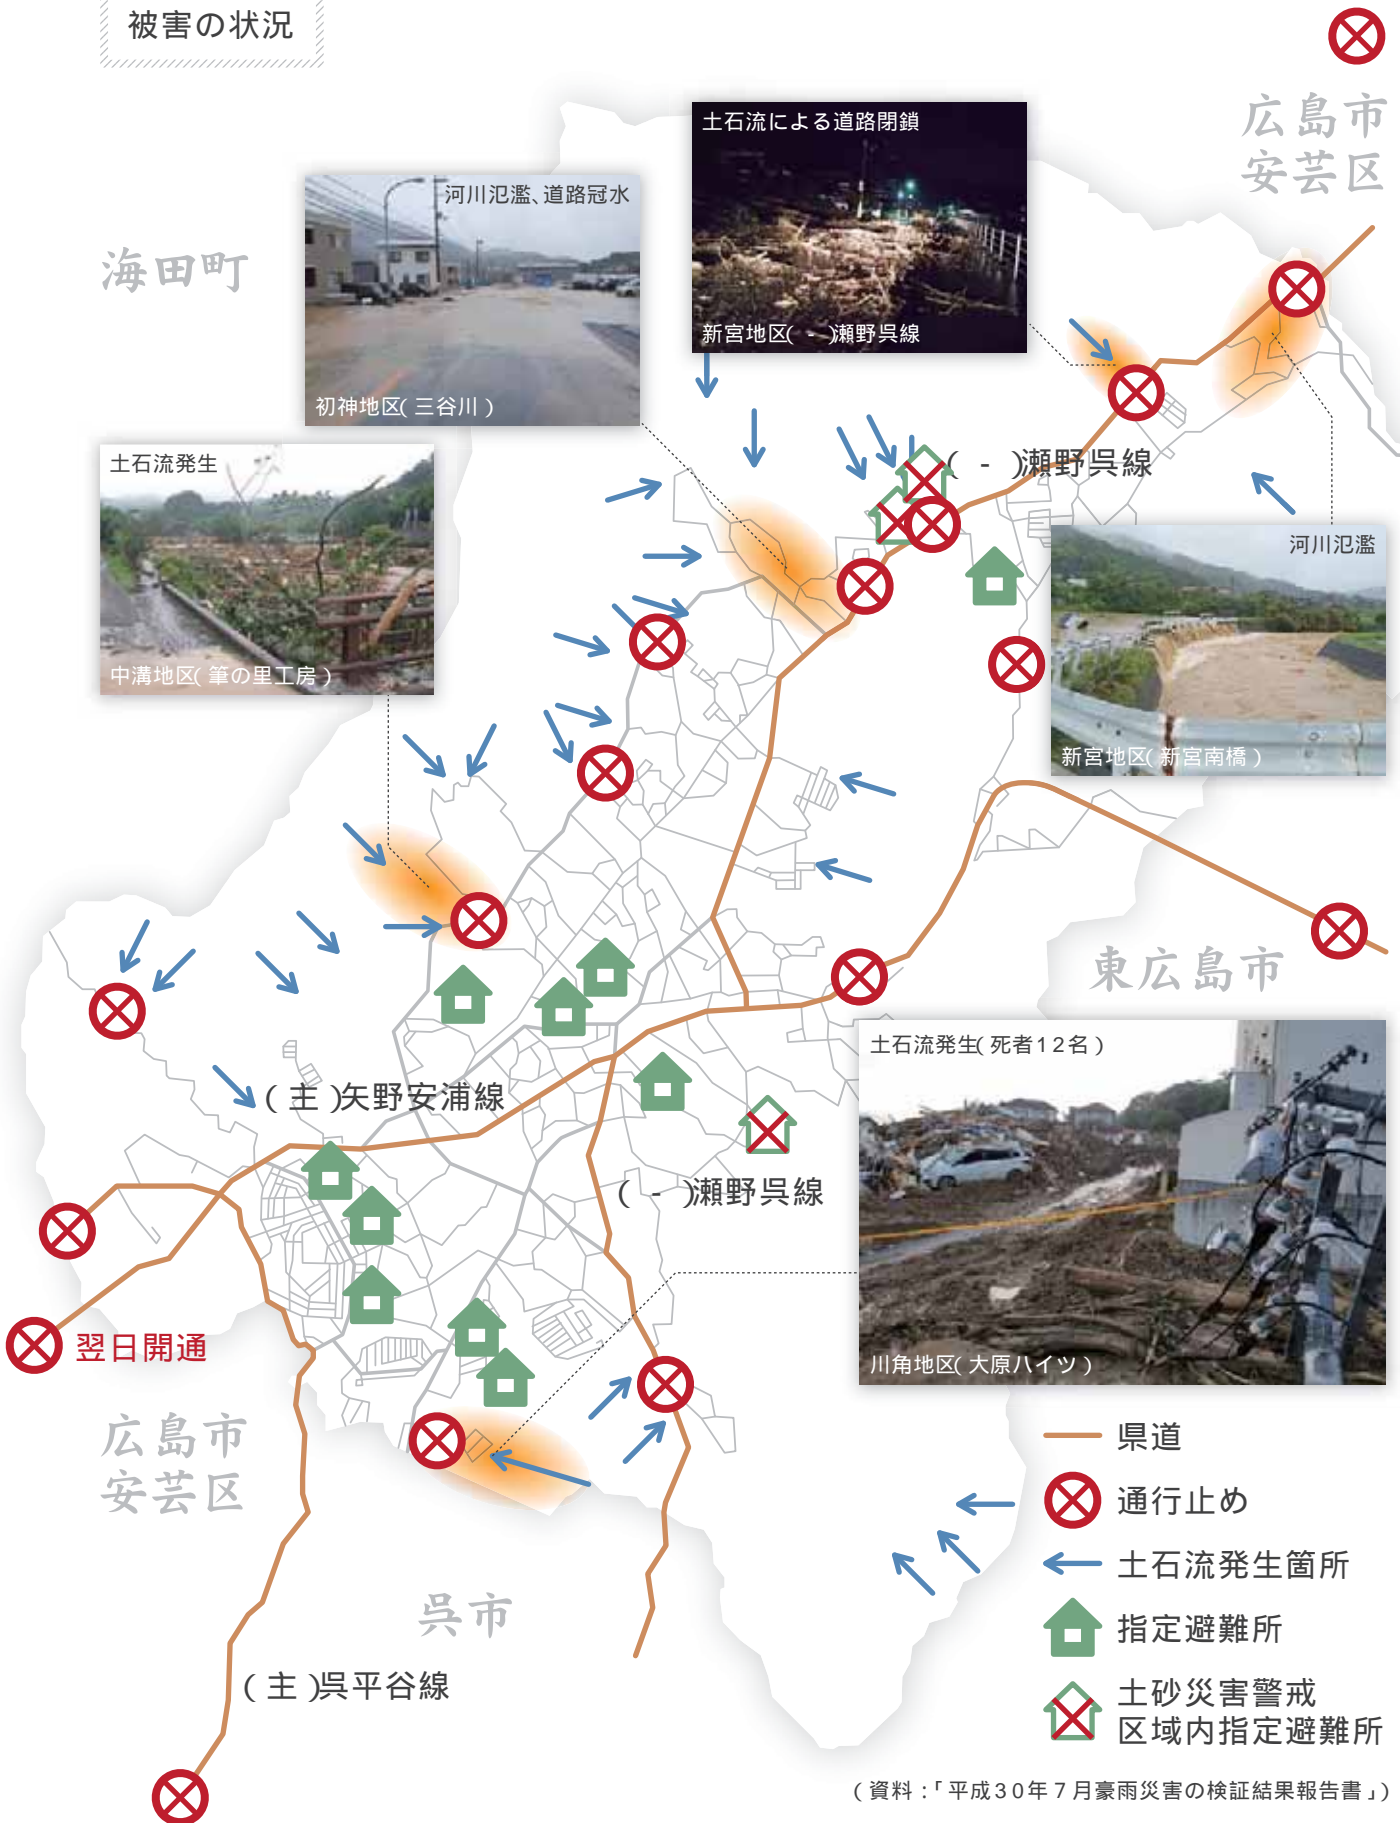 被害の状況
広島市
安芸区
土石流による道路閉鎖
新宮地区( - )瀬野呉線
河川氾濫、道路冠水
初神地区(三谷川)
海田町
土石流発生
中溝地区(筆の里工房)
( - )瀬野呉線
河川氾濫
新宮地区(新宮南橋)
東広島市
土石流発生(死者12名)
川角地区(大原ハイツ)
(主)矢野安浦線
( - )瀬野呉線
翌日開通
広島市
安芸区
呉市
(主)呉平谷線
県道
通行止め
土石流発生箇所
指定避難所
土砂災害警戒
区域内指定避難所
(資料:「平成30年7月豪雨災害の検証結果報告書」)